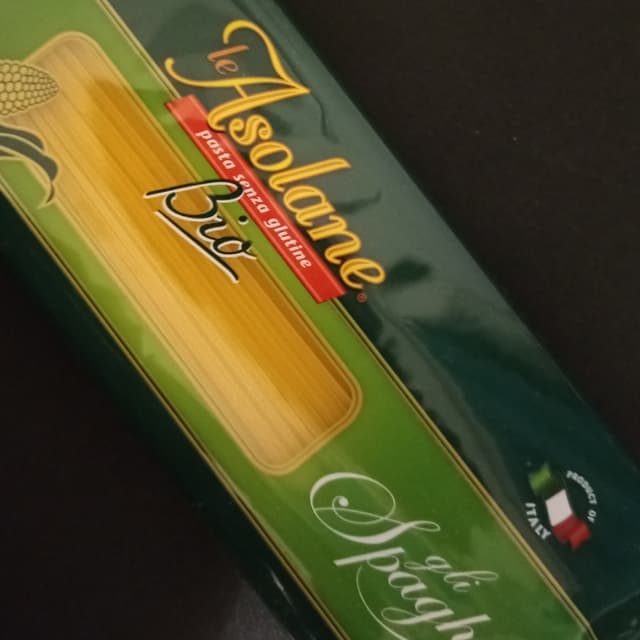 le
Asolane®
pasta senza glutine
Bio
gli
Spagh
PRODUCT OF
ITALY